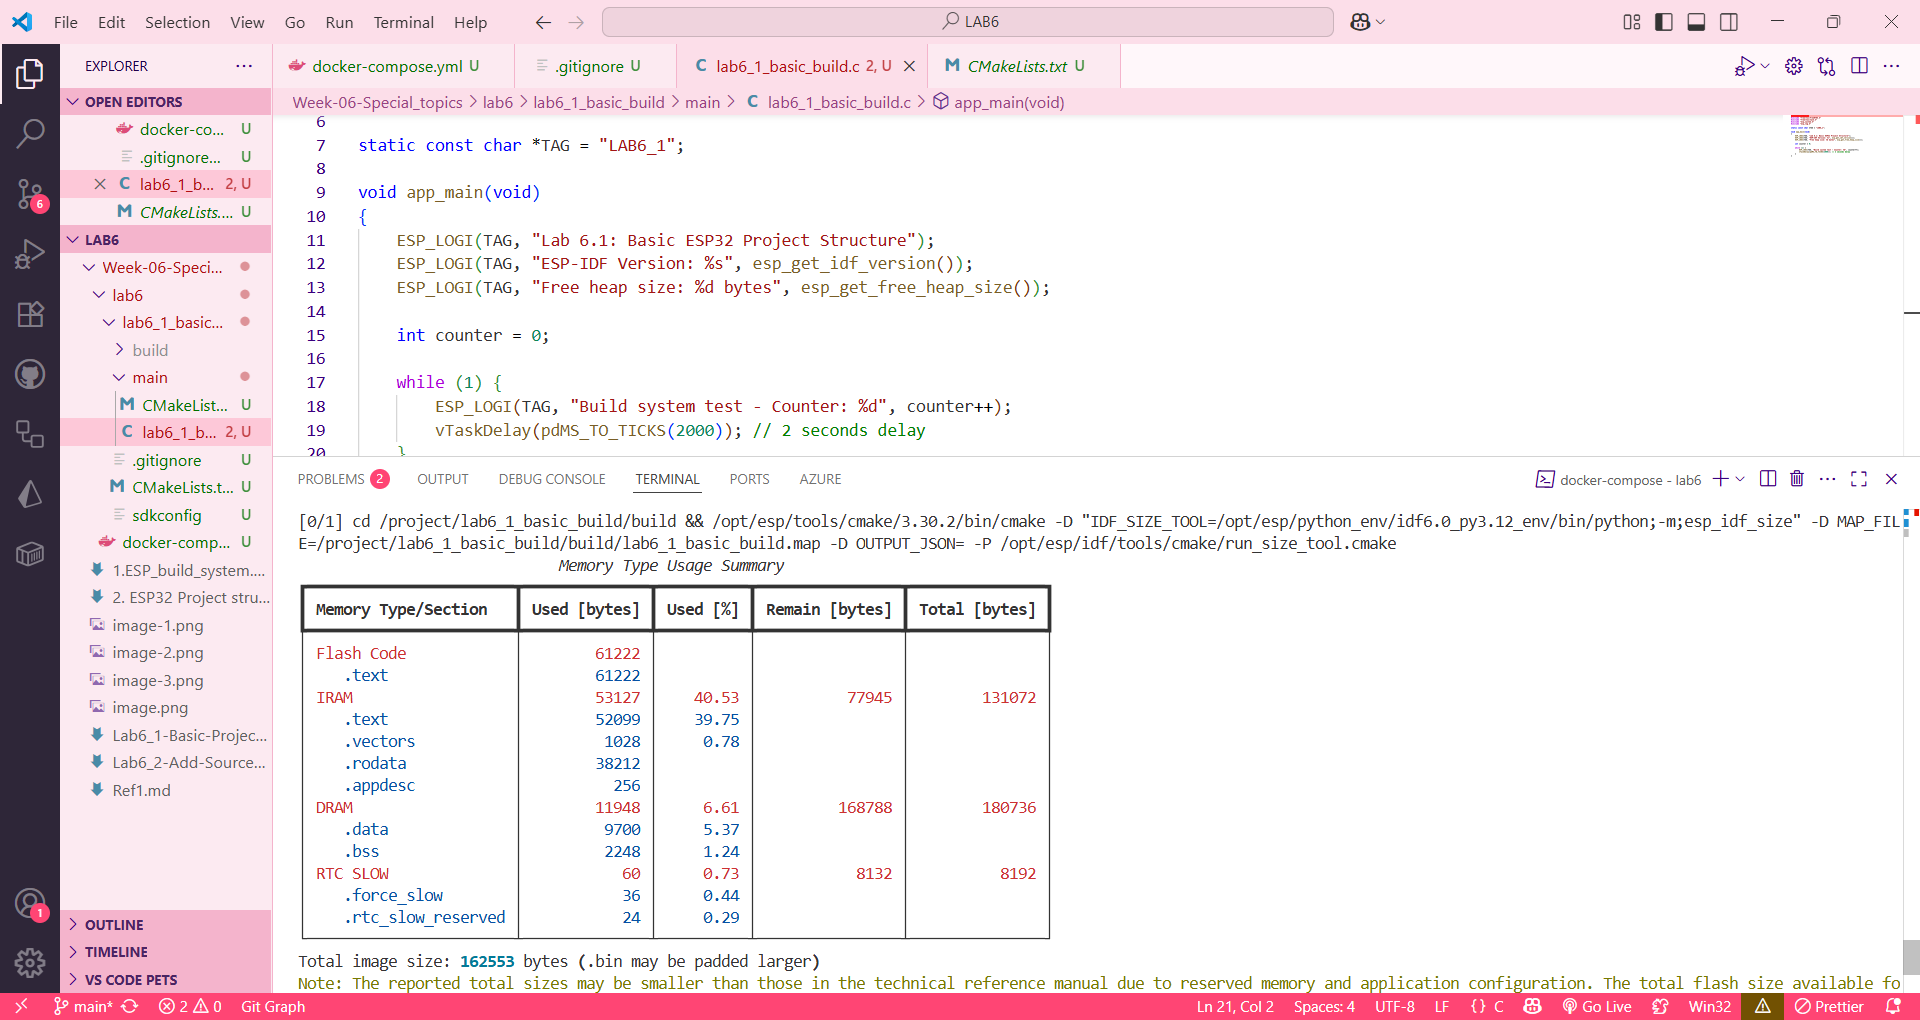 File Edit Selection View Go Run Terminal Help LAB6
EXPLORER
docker-compose.yml U
.gitignore U
lab6_1_basic_build.c 2, U
CMakeLists.txt U
Week-06-Special_topics > lab6 > lab6_1_basic_build > main > C lab6_1_basic_build.c > app_main(void)
OPEN EDITORS
docker-co... U
.gitignore... U
C lab6_1_b... 2, U
M CMakeLists.... U
LAB6
Week-06-Speci...
lab6
lab6_1_basic...
build
main
M CMakeList... U
C lab6_1_b... 2, U
.gitignore U
M CMakeLists.t... U
sdkconfig U
docker-comp... U
1.ESP_build_system....
2. ESP32 Project stru...
image-1.png
image-2.png
image-3.png
image.png
Lab6_1-Basic-Projec...
Lab6_2-Add-Source...
Ref1.md
OUTLINE
TIMELINE
VS CODE PETS
6
1
6
7 static const char *TAG = "LAB6_1";
8
9 void app_main(void)
10 {
11 ESP_LOGI(TAG, "Lab 6.1: Basic ESP32 Project Structure");
12 ESP_LOGI(TAG, "ESP-IDF Version: %s", esp_get_idf_version());
13 ESP_LOGI(TAG, "Free heap size: %d bytes", esp_get_free_heap_size());
14
15 int counter = 0;
16
17 while (1) {
18 ESP_LOGI(TAG, "Build system test - Counter: %d", counter++);
19 vTaskDelay(pdMS_TO_TICKS(2000)); // 2 seconds delay
20 }
PROBLEMS 2 OUTPUT DEBUG CONSOLE TERMINAL PORTS AZURE
docker-compose - lab6
[0/1] cd /project/lab6_1_basic_build/build && /opt/esp/tools/cmake/3.30.2/bin/cmake -D "IDF_SIZE_TOOL=/opt/esp/python_env/idf6.0_py3.12_env/bin/python;-m;esp_idf_size" -D MAP_FIL
E=/project/lab6_1_basic_build/build/lab6_1_basic_build.map -D OUTPUT_JSON= -P /opt/esp/idf/tools/cmake/run_size_tool.cmake
Memory Type Usage Summary
Memory Type/Section Used [bytes] Used [%] Remain [bytes] Total [bytes]
Flash Code 61222
.text 61222
IRAM 53127 40.53 77945 131072
.text 52099 39.75
.vectors 1028 0.78
.rodata 38212
.appdesc 256
DRAM 11948 6.61 168788 180736
.data 9700 5.37
.bss 2248 1.24
RTC SLOW 60 0.73 8132 8192
.force_slow 36 0.44
.rtc_slow_reserved 24 0.29
Total image size: 162553 bytes (.bin may be padded larger)
Note: The reported total sizes may be smaller than those in the technical reference manual due to reserved memory and application configuration. The total flash size available fo
main* 2 0 Git Graph Ln 21, Col 2 Spaces: 4 UTF-8 LF {} C Go Live Win32 Prettier